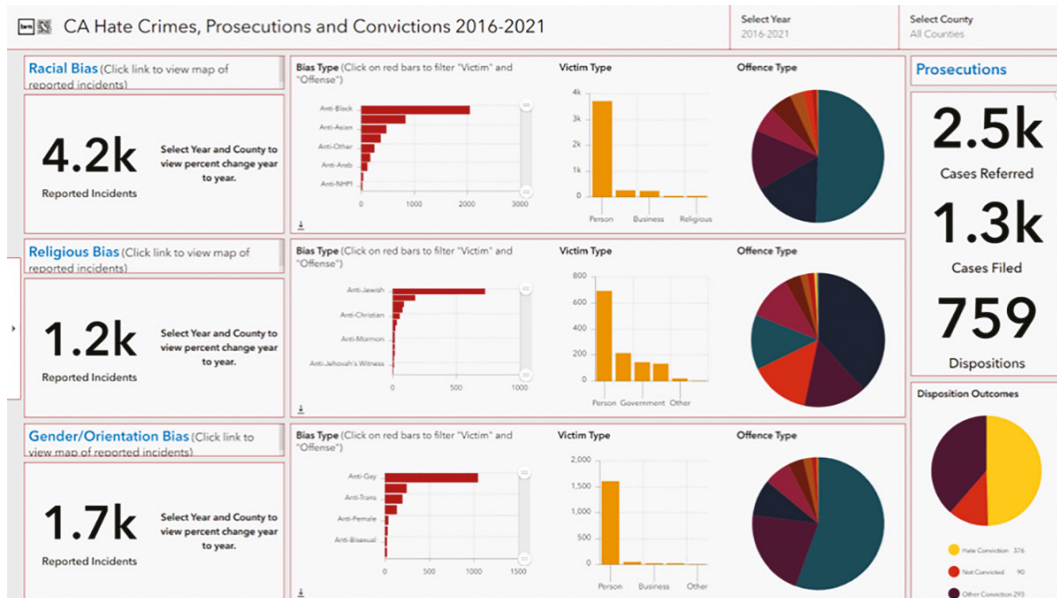 CA Hate Crimes, Prosecutions and Convictions 2016-2021
Select Year
2016-2021
Select County
All Counties
Racial Bias (Click link to view map of
reported incidents)
4.2k
Reported Incidents
Select Year and County to
view percent change year
to year.
Bias Type (Click on red bars to filter "Victim" and
"Offense")
Anti-Black
Anti-Asian
Anti-Other
Anti-Arab
Anti-NHPI
0 1000 2000 3000
Victim Type
4k
3k
2k
1k
0
Person Business Religious
Offence Type
Religious Bias (Click link to view map of
reported incidents)
1.2k
Reported Incidents
Select Year and County to
view percent change year
to year.
Bias Type (Click on red bars to filter "Victim" and
"Offense")
Anti-Jewish
Anti-Christian
Anti-Mormon
Anti-Jehovah's Witness
0 500 1000
Victim Type
800
600
400
200
0
Person Government Other
Offence Type
Gender/Orientation Bias (Click link to
view map of reported incidents)
1.7k
Reported Incidents
Select Year and County to
view percent change year
to year.
Bias Type (Click on red bars to filter "Victim" and
"Offense")
Anti-Gay
Anti-Trans
Anti-Female
Anti-Bisexual
0 500 1000 1500
Victim Type
2,000
1,500
1,000
500
0
Person Business Other
Offence Type
Prosecutions
2.5k
Cases Referred
1.3k
Cases Filed
759
Dispositions
Disposition Outcomes
Hate Conviction 376
Not Convicted 90
Other Conviction 293